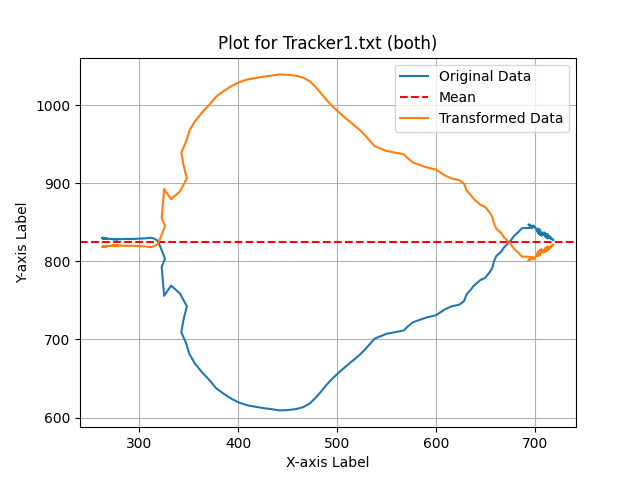 Plot for Tracker1.txt (both)
Original Data
Mean
Transformed Data
Y-axis Label
1000
900
800
700
600
300
400
500
600
700
X-axis Label